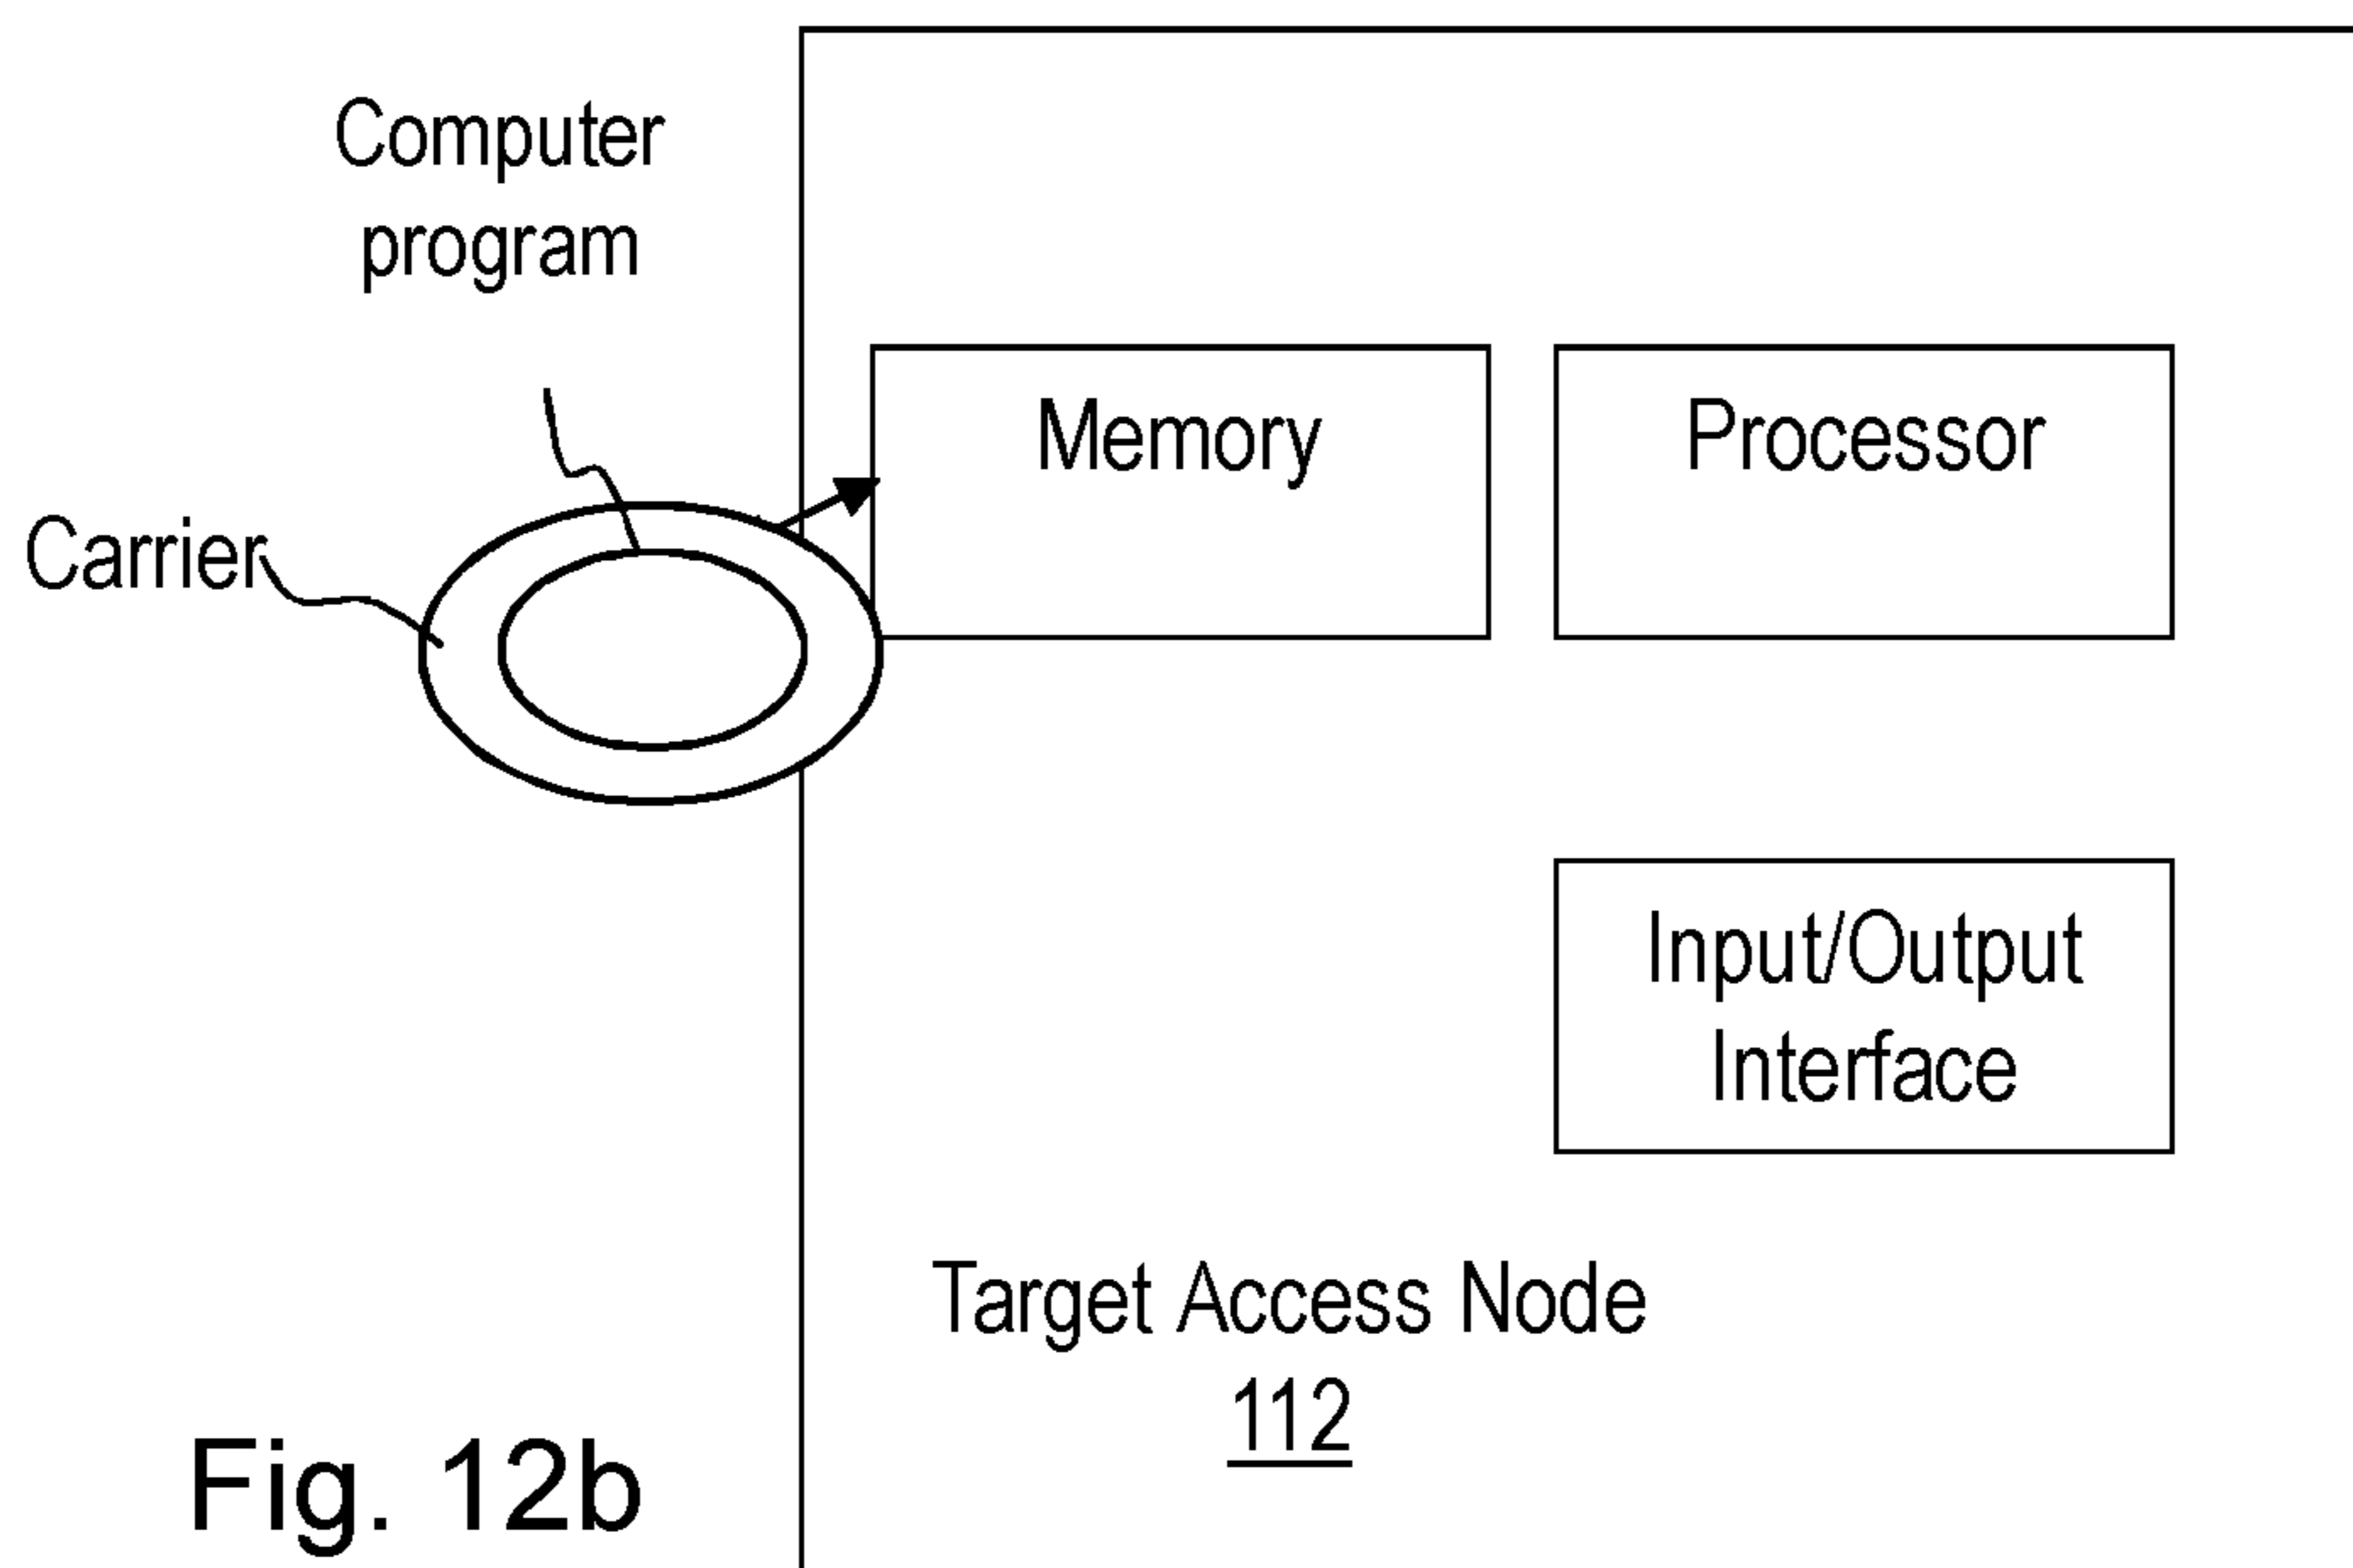 Computer
program
Carrier
Memory
Processor
Input/Output
Interface
Target Access Node
112
Fig. 12b